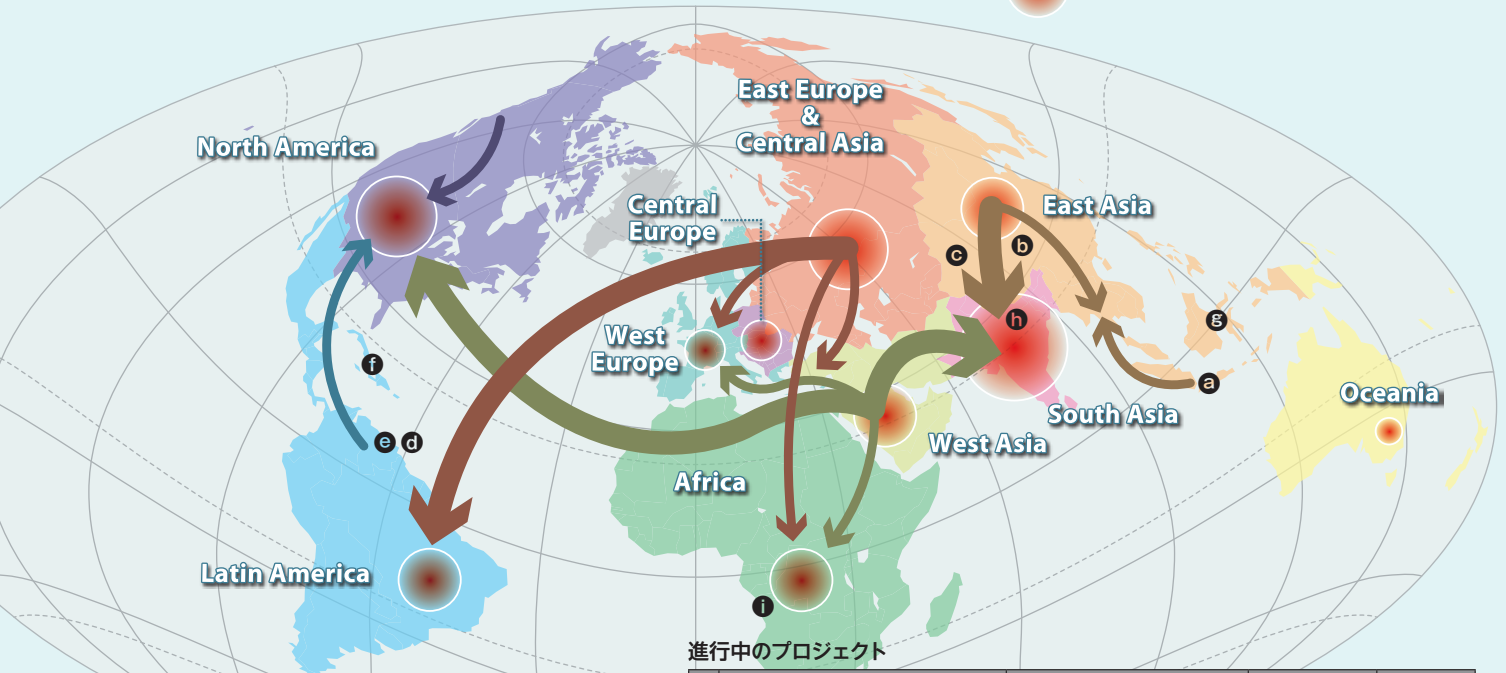 East Europe
&
Central Asia
North America
Central
Europe
East Asia
c
b
h
g
West
Europe
f
a
Oceania
South Asia
e d
West Asia
Africa
Latin America
i
進行中のプロジェクト